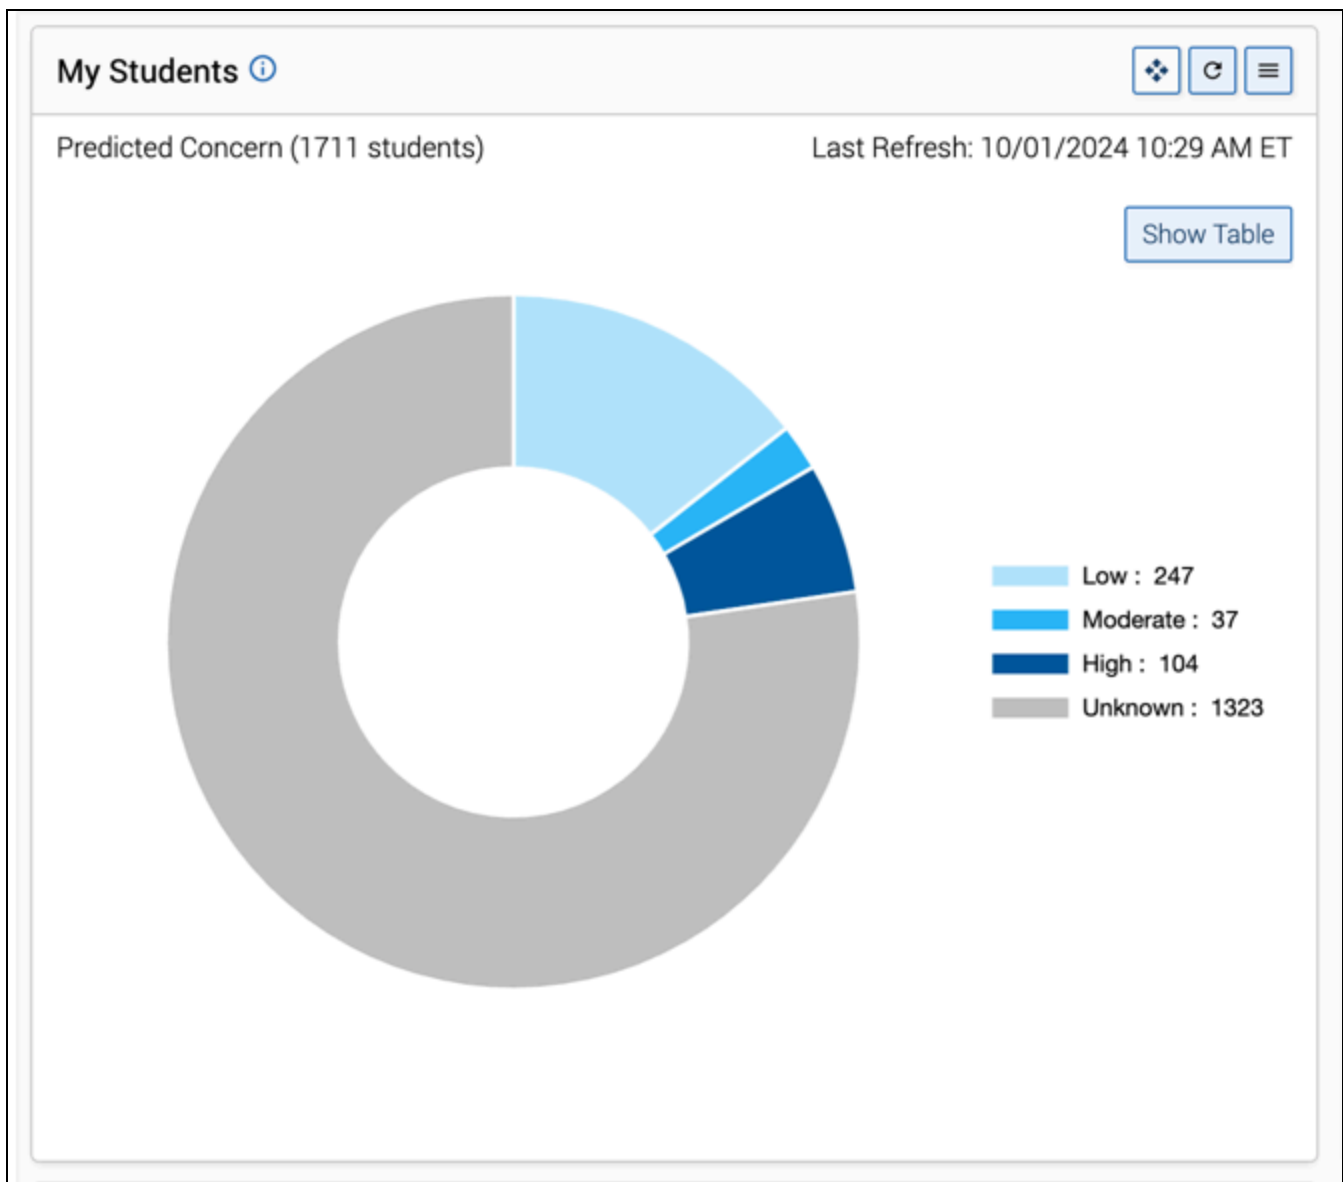 My Students
Predicted Concern (1711 students)
Last Refresh: 10/01/2024 10:29 AM ET
Show Table
Low : 247
Moderate : 37
High : 104
Unknown : 1323